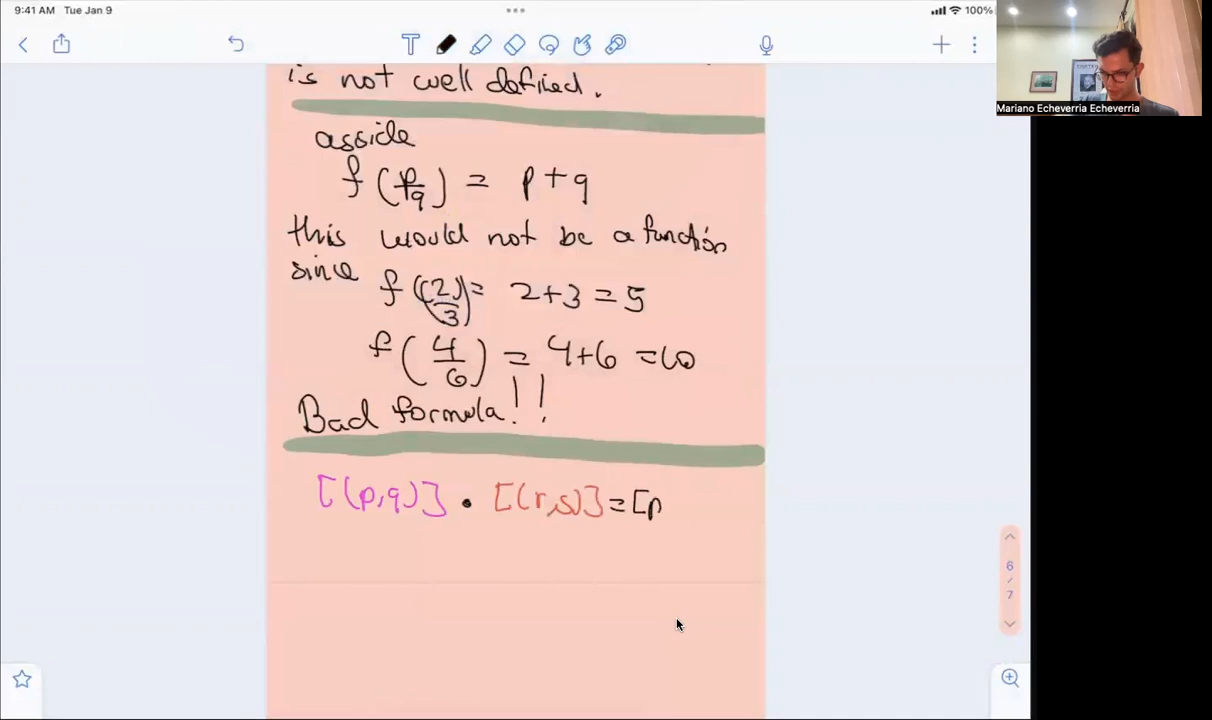 9:41 AM Tue Jan 9
100%
Mariano Echeverria Echeverria
is not well defined.
asside
f(p/q) = p+q
this would not be a function
since f(2/3) = 2+3 = 5
f(4/6) = 4+6 = 10
Bad formula!!
[(p,q)] • [(r,s)] = [p
6
/
7